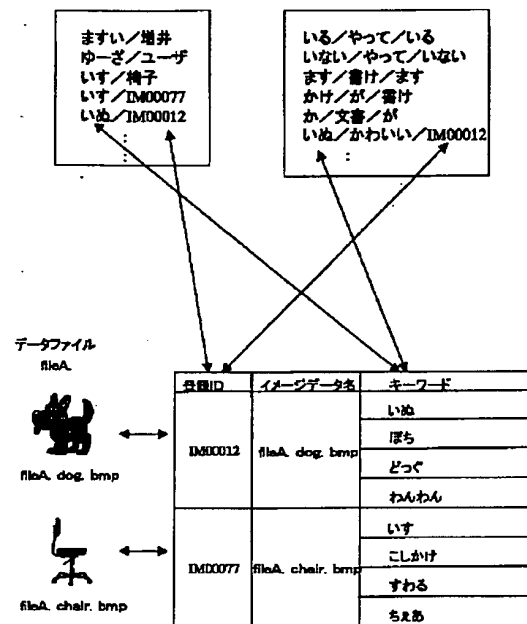 ますい/増井
ゆーざ/ユーザ
いす/椅子
いす/IM00077
いぬ/IM00012
いる/やって/いる
いない/やって/いない
ます/書け/ます
かけ/が/書け
か/文書/が
いぬ/かわいい/IM00012
データファイル
fileA.
登録ID イメージデータ名 キーワード
いぬ
ぽち
IM00012 fileA. dog. bmp
どっぐ
わんわん
fileA. dog. bmp
いす
こしかけ
IM00077 fileA. chair. bmp
すわる
ちぇあ
fileA. chair. bmp